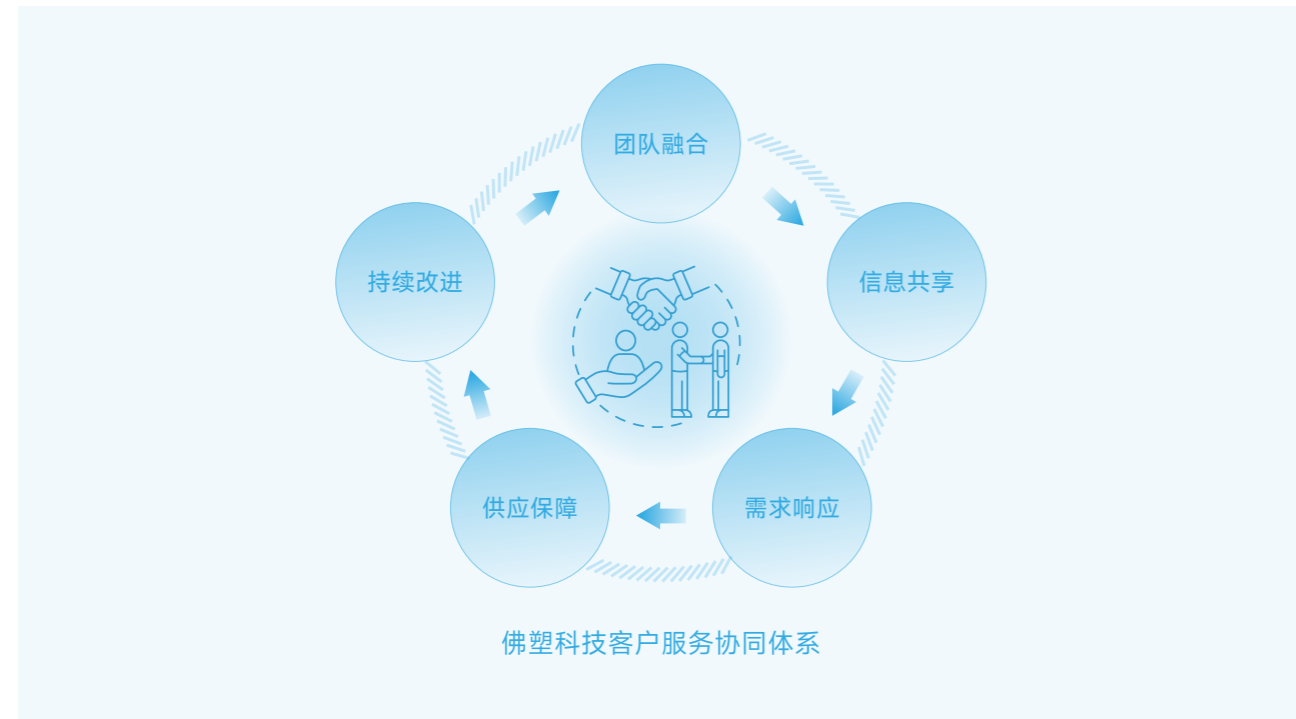 团队融合
持续改进
信息共享
供应保障
需求响应
佛塑科技客户服务协同体系